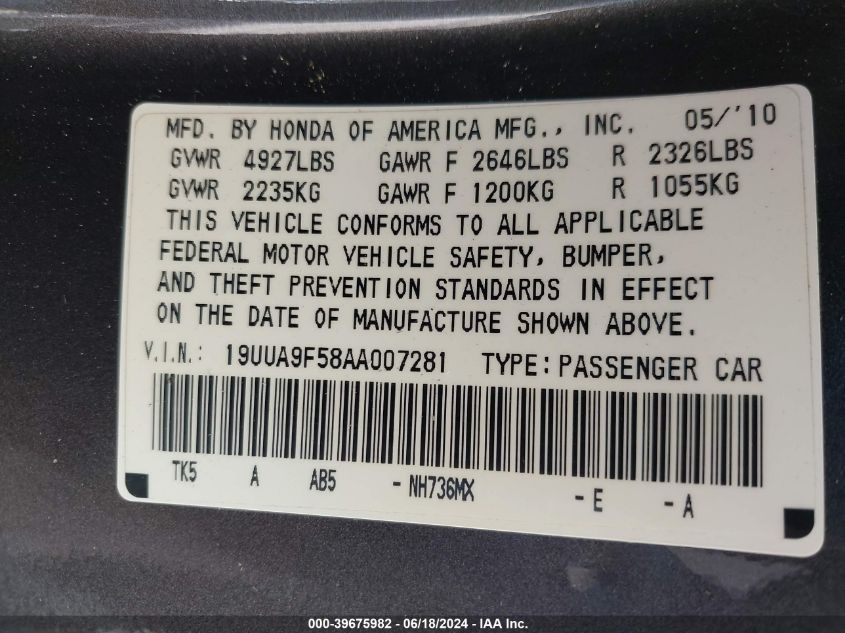 MFD. BY HONDA OF AMERICA MFG., INC. 05/'10
GVWR 4927LBS GAWR F 2646LBS R 2326LBS
GVWR 2235KG GAWR F 1200KG R 1055KG
THIS VEHICLE CONFORMS TO ALL APPLICABLE
FEDERAL MOTOR VEHICLE SAFETY, BUMPER,
AND THEFT PREVENTION STANDARDS IN EFFECT
ON THE DATE OF MANUFACTURE SHOWN ABOVE.
V.I.N.: 19UUA9F58AA007281 TYPE: PASSENGER CAR
TK5 A AB5 - NH736MX - E - A
000-39675982 - 06/18/2024 - IAA Inc.